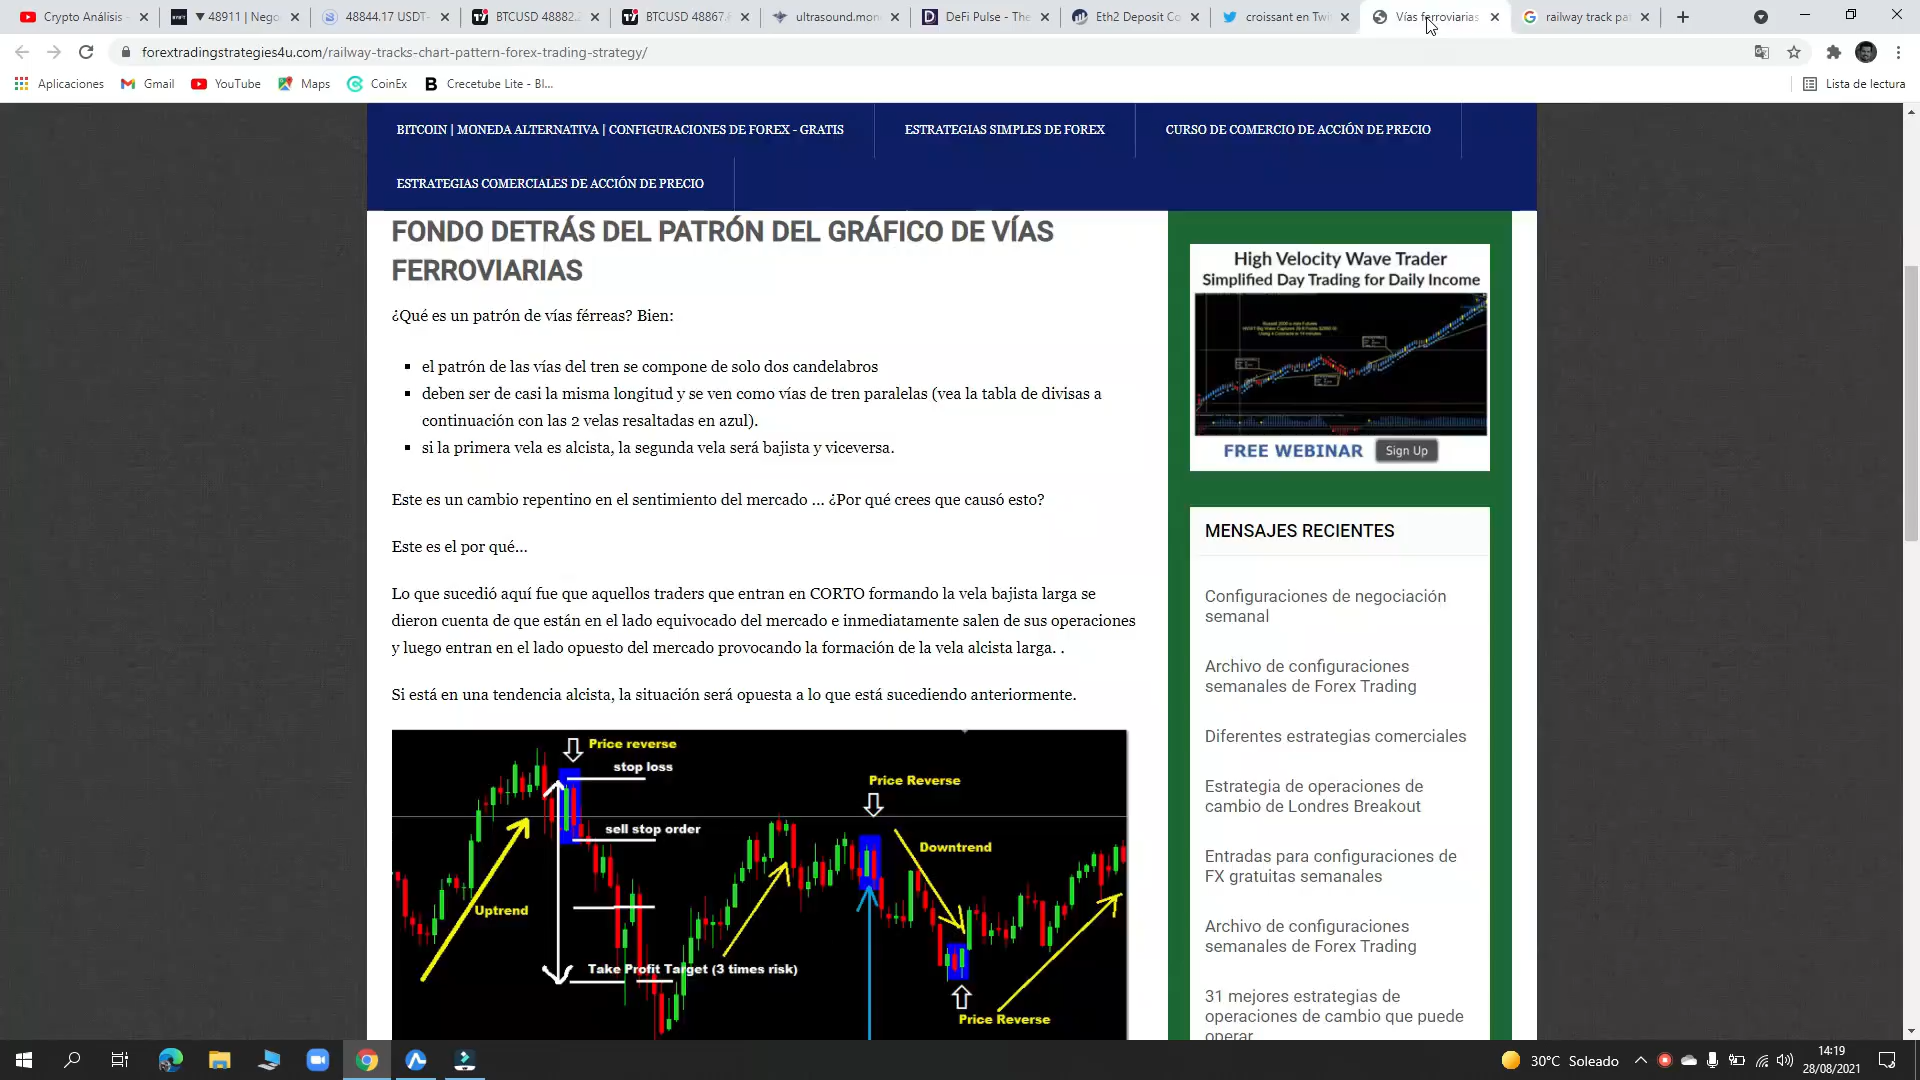 Crypto Análisis -
▼ 48911 | Nego
48844.17 USDT-
BTCUSD 48882.
BTCUSD 48867.
ultrasound.mon
DeFi Pulse - The
Eth2 Deposit Co
croissant en Twi
Vías ferroviarias
railway track pa
forextradingstrategies4u.com/railway-tracks-chart-pattern-forex-trading-strategy/
Aplicaciones
Gmail
YouTube
Maps
CoinEx
Crecetube Lite - Bl...
Lista de lectura
BITCOIN | MONEDA ALTERNATIVA | CONFIGURACIONES DE FOREX - GRATIS
ESTRATEGIAS SIMPLES DE FOREX
CURSO DE COMERCIO DE ACCIÓN DE PRECIO
ESTRATEGIAS COMERCIALES DE ACCIÓN DE PRECIO
FONDO DETRÁS DEL PATRÓN DEL GRÁFICO DE VÍAS
FERROVIARIAS
¿Qué es un patrón de vías férreas? Bien:
el patrón de las vías del tren se compone de solo dos candelabros
deben ser de casi la misma longitud y se ven como vías de tren paralelas (vea la tabla de divisas a
continuación con las 2 velas resaltadas en azul).
si la primera vela es alcista, la segunda vela será bajista y viceversa.
Este es un cambio repentino en el sentimiento del mercado ... ¿Por qué crees que causó esto?
Este es el por qué...
Lo que sucedió aquí fue que aquellos traders que entran en CORTO formando la vela bajista larga se
dieron cuenta de que están en el lado equivocado del mercado e inmediatamente salen de sus operaciones
y luego entran en el lado opuesto del mercado provocando la formación de la vela alcista larga. .
Si está en una tendencia alcista, la situación será opuesta a lo que está sucediendo anteriormente.
Price reverse
stop loss
Price Reverse
sell stop order
Downtrend
Uptrend
Take Profit Target (3 times risk)
Price Reverse
High Velocity Wave Trader
Simplified Day Trading for Daily Income
FREE WEBINAR
Sign Up
MENSAJES RECIENTES
Configuraciones de negociación
semanal
Archivo de configuraciones
semanales de Forex Trading
Diferentes estrategias comerciales
Estrategia de operaciones de
cambio de Londres Breakout
Entradas para configuraciones de
FX gratuitas semanales
Archivo de configuraciones
semanales de Forex Trading
31 mejores estrategias de
operaciones de cambio que puede
operar
30°C Soleado
14:19
28/08/2021